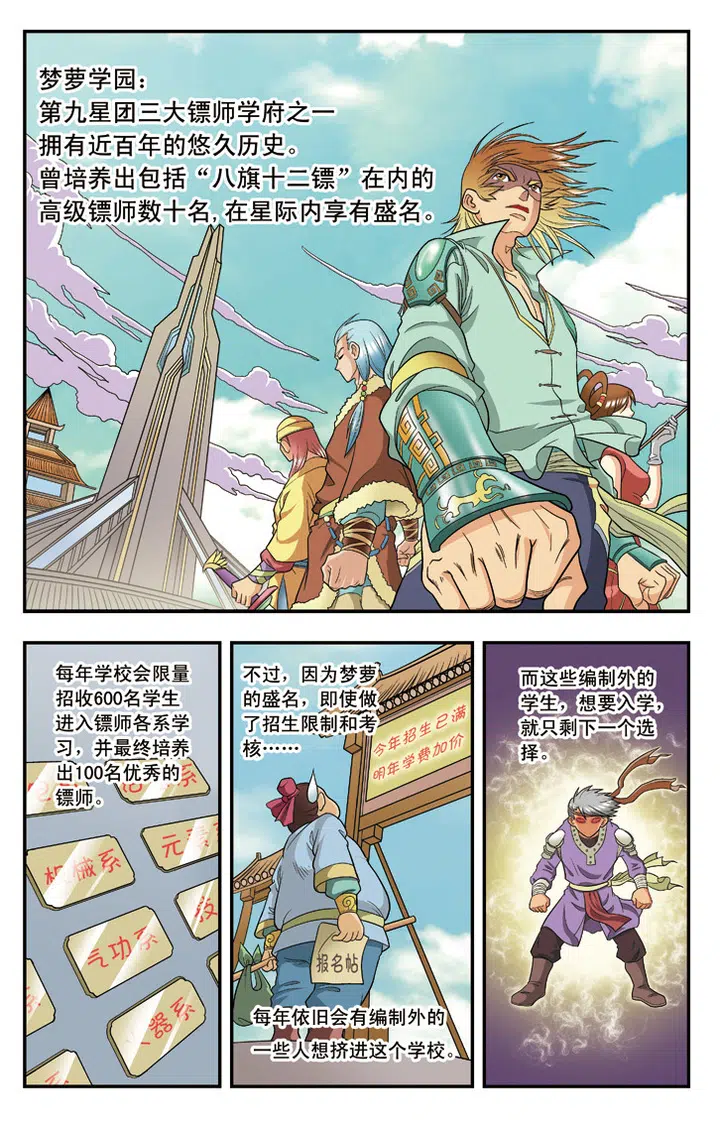 梦萝学园：
第九星团三大镖师学府之一
拥有近百年的悠久历史。
曾培养出包括“八旗十二镖”在内的
高级镖师数十名，在星际内享有盛名。
每年学校会限量
招收600名学生
进入镖师各系学
习，并最终培养
出100名优秀的
镖师。
元素系
机械系
气功系
器系
不过，因为梦萝
的盛名，即使做
了招生限制和考
核……
今年招生已满
明年学费加价
报名帖
每年依旧会有编制外的
一些人想挤进这个学校。
而这些编制外的
学生，想要入学，
就只剩下一个选
择。